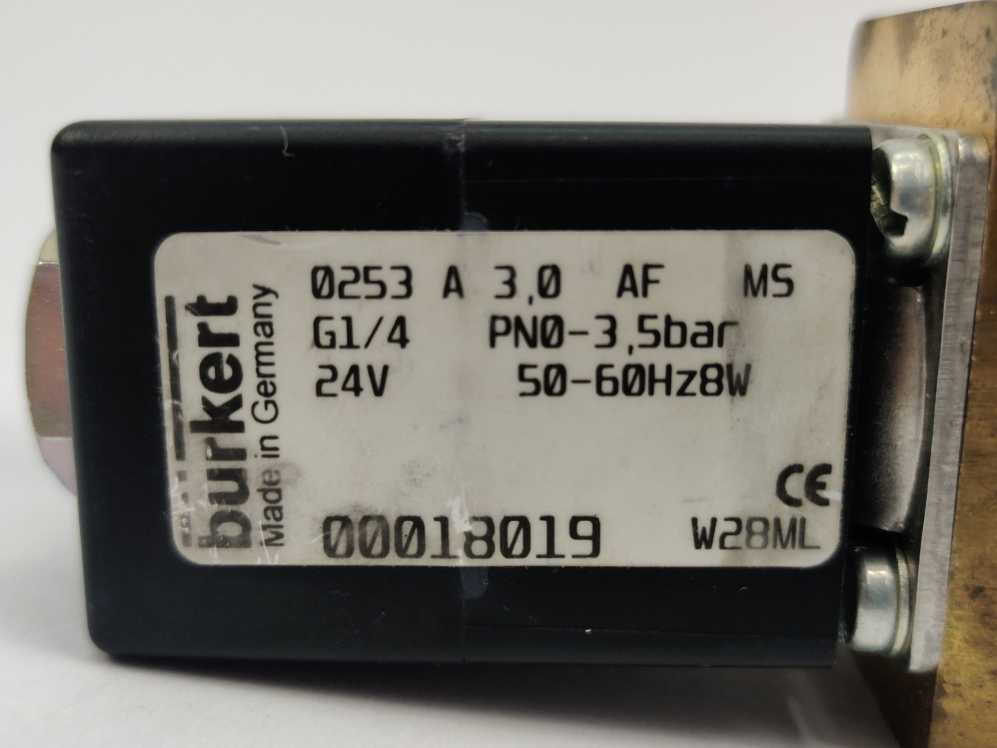 0253 A 3,0 AF MS
G1/4 PN0-3,5bar
24V 50-60Hz8W
CE
00018019 W28ML
burkert
Made in Germany